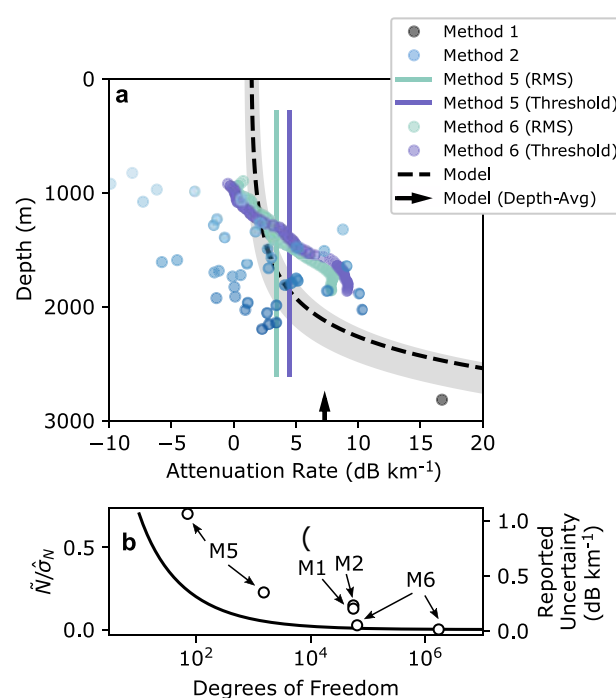 Method 1
Method 2
Method 5 (RMS)
Method 5 (Threshold)
Method 6 (RMS)
Method 6 (Threshold)
Model
Model (Depth-Avg)
a
0
1000
2000
3000
Depth (m)
−10
−5
0
5
10
15
20
Attenuation Rate (dB km⁻¹)
b
0.5
0.0
Ñ/σ̂_N
M5
(
M1
M2
M6
1.0
0.5
0.0
Reported
Uncertainty
(dB km⁻¹)
10²
10⁴
10⁶
Degrees of Freedom